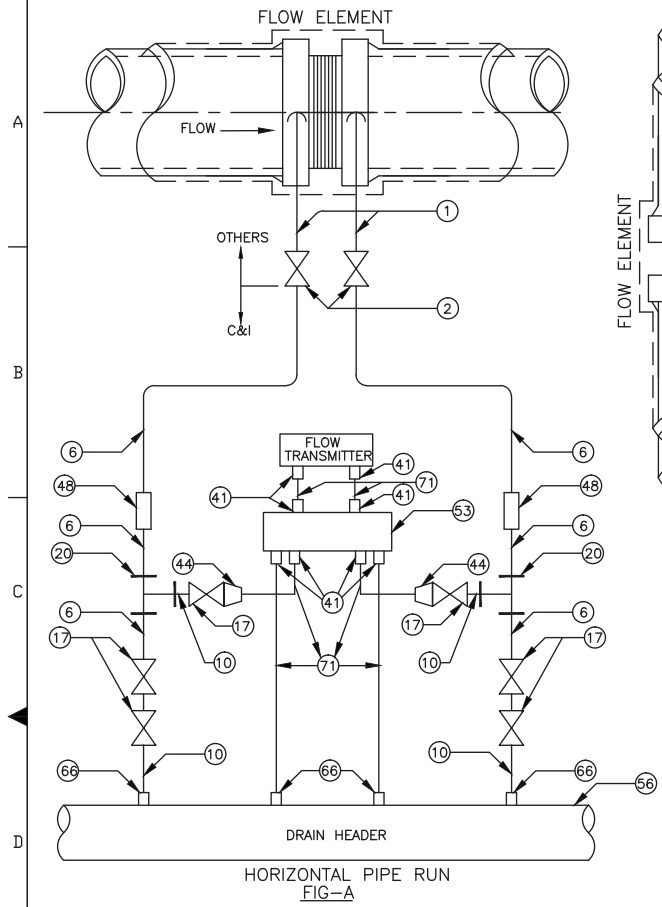 FLOW ELEMENT
A
FLOW
1
OTHERS
2
C&I
FLOW ELEMENT
B
6
FLOW
TRANSMITTER
6
41
48
41
71
48
41
53
6
6
20
44
44
20
C
6
41
6
17
17
17
17
10
71
10
10
10
66
66
66
56
D
DRAIN HEADER
HORIZONTAL PIPE RUN
FIG-A